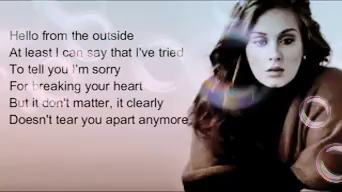 Hello from the outside
At least I can say that I've tried
To tell you I'm sorry
For breaking your heart
But it don't matter, it clearly
Doesn't tear you apart anymore